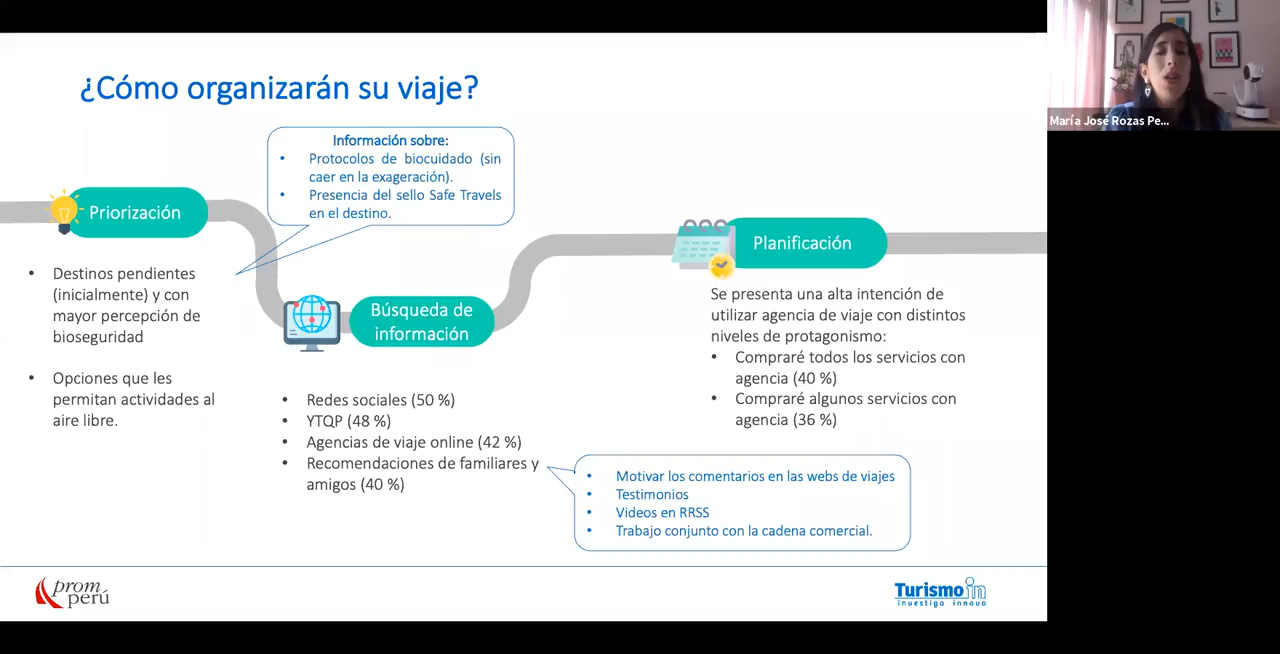 ¿Cómo organizarán su viaje?
María José Rozas Pe...
Información sobre:
• Protocolos de biocuidado (sin
caer en la exageración).
• Presencia del sello Safe Travels
en el destino.
Priorización
• Destinos pendientes
(inicialmente) y con
mayor percepción de
bioseguridad
• Opciones que les
permitan actividades al
aire libre.
Búsqueda de
información
• Redes sociales (50 %)
• YTQP (48 %)
• Agencias de viaje online (42 %)
• Recomendaciones de familiares y
amigos (40 %)
• Motivar los comentarios en las webs de viajes
• Testimonios
• Videos en RRSS
• Trabajo conjunto con la cadena comercial.
Planificación
Se presenta una alta intención de
utilizar agencia de viaje con distintos
niveles de protagonismo:
• Compraré todos los servicios con
agencia (40 %)
• Compraré algunos servicios con
agencia (36 %)
prom
perú
Turismo in
investigo innova